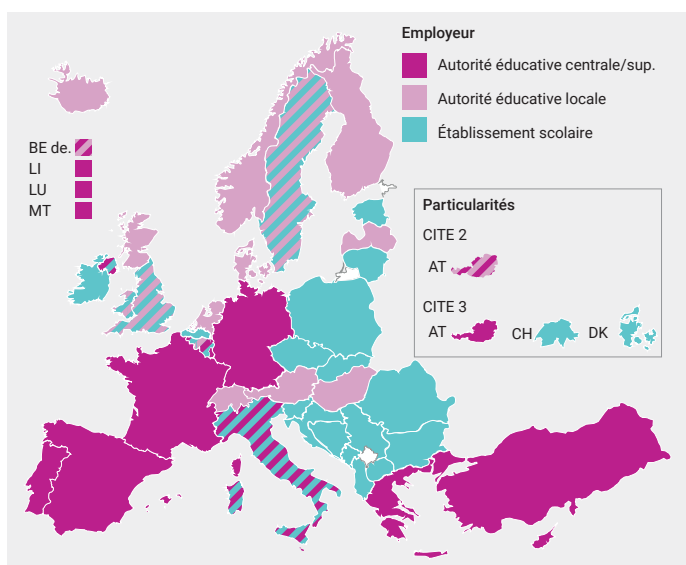 Employeur
Autorité éducative centrale/sup.
Autorité éducative locale
Établissement scolaire
BE de.
LI
LU
MT
Particularités
CITE 2
AT
CITE 3
AT CH DK